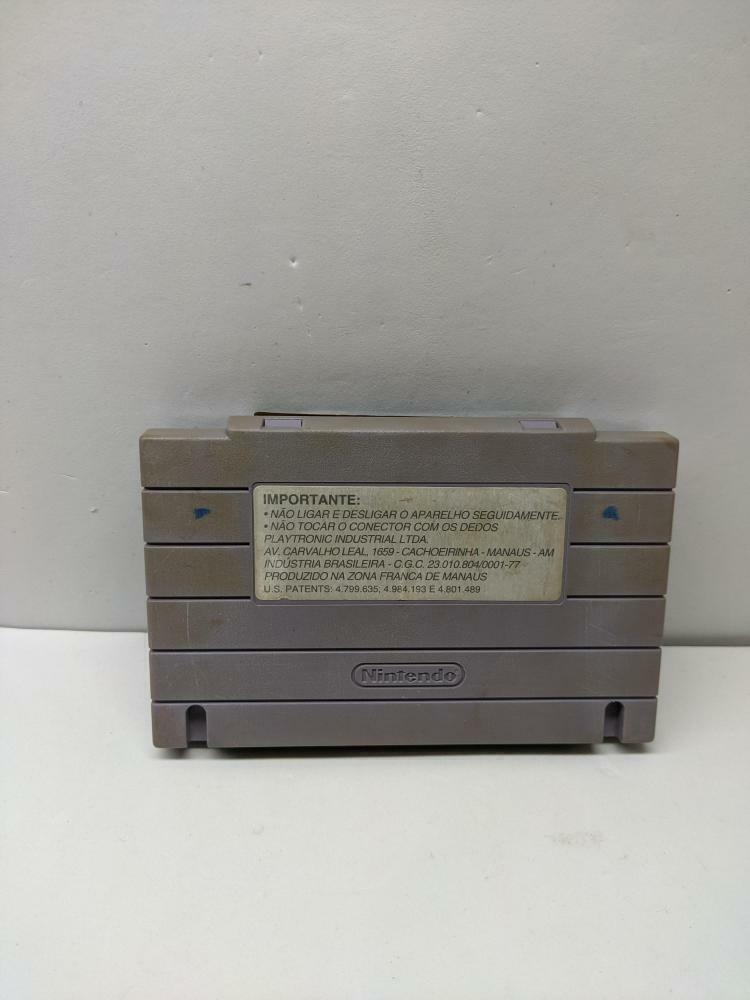 IMPORTANTE:
• NÃO LIGAR E DESLIGAR O APARELHO SEGUIDAMENTE.
• NÃO TOCAR O CONECTOR COM OS DEDOS
PLAYTRONIC INDUSTRIAL LTDA.
AV. CARVALHO LEAL, 1659 - CACHOEIRINHA - MANAUS - AM
INDÚSTRIA BRASILEIRA - C.G.C. 23.010.804/0001-77
PRODUZIDO NA ZONA FRANCA DE MANAUS
U.S. PATENTS: 4.799.635; 4.984.193 E 4.801.489
Nintendo